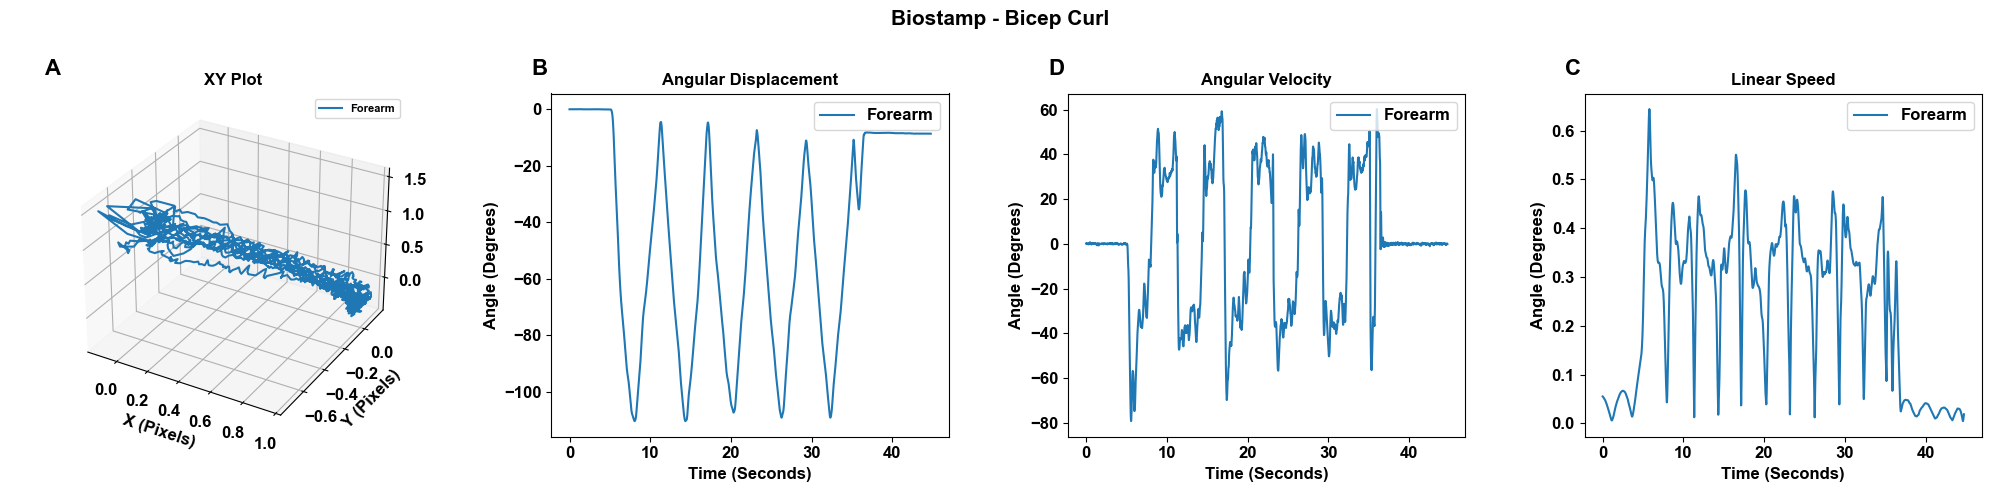 Biostamp - Bicep Curl
A
XY Plot
Forearm
1.5
1.0
0.5
0.0
0.0
0.2
0.4
0.6
0.8
1.0
X (Pixels)
0.0
−0.2
−0.4
−0.6
Y (Pixels)
B
Angular Displacement
Forearm
0
−20
−40
−60
−80
−100
Angle (Degrees)
0 10 20 30 40
Time (Seconds)
D
Angular Velocity
Forearm
60
40
20
0
−20
−40
−60
−80
Angle (Degrees)
0 10 20 30 40
Time (Seconds)
C
Linear Speed
Forearm
0.6
0.5
0.4
0.3
0.2
0.1
0.0
Angle (Degrees)
0 10 20 30 40
Time (Seconds)